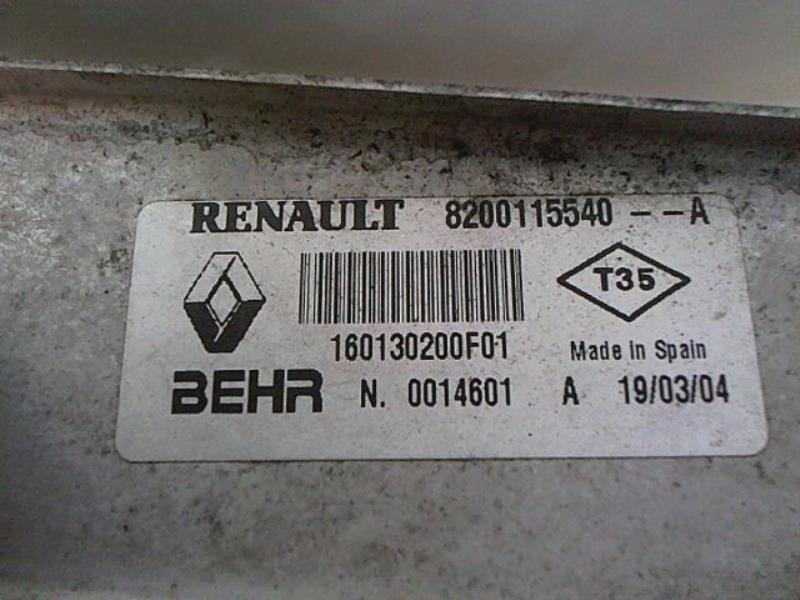 RENAULT 8200115540--A
T35
160130200F01 Made in Spain
BEHR N. 0014601 A 19/03/04